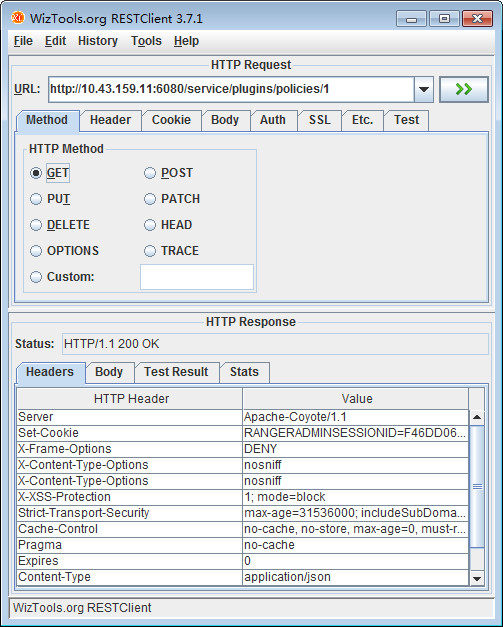 WizTools.org RESTClient 3.7.1
File Edit History Tools Help
HTTP Request
URL: http://10.43.159.11:6080/service/plugins/policies/1
Method Header Cookie Body Auth SSL Etc. Test
HTTP Method
GET POST
PUT PATCH
DELETE HEAD
OPTIONS TRACE
Custom:
HTTP Response
Status: HTTP/1.1 200 OK
Headers Body Test Result Stats
HTTP Header Value
Server Apache-Coyote/1.1
Set-Cookie RANGERADMINSESSIONID=F46DD06...
X-Frame-Options DENY
X-Content-Type-Options nosniff
X-Content-Type-Options nosniff
X-XSS-Protection 1; mode=block
Strict-Transport-Security max-age=31536000; includeSubDoma...
Cache-Control no-cache, no-store, max-age=0, must-r...
Pragma no-cache
Expires 0
Content-Type application/json
WizTools.org RESTClient